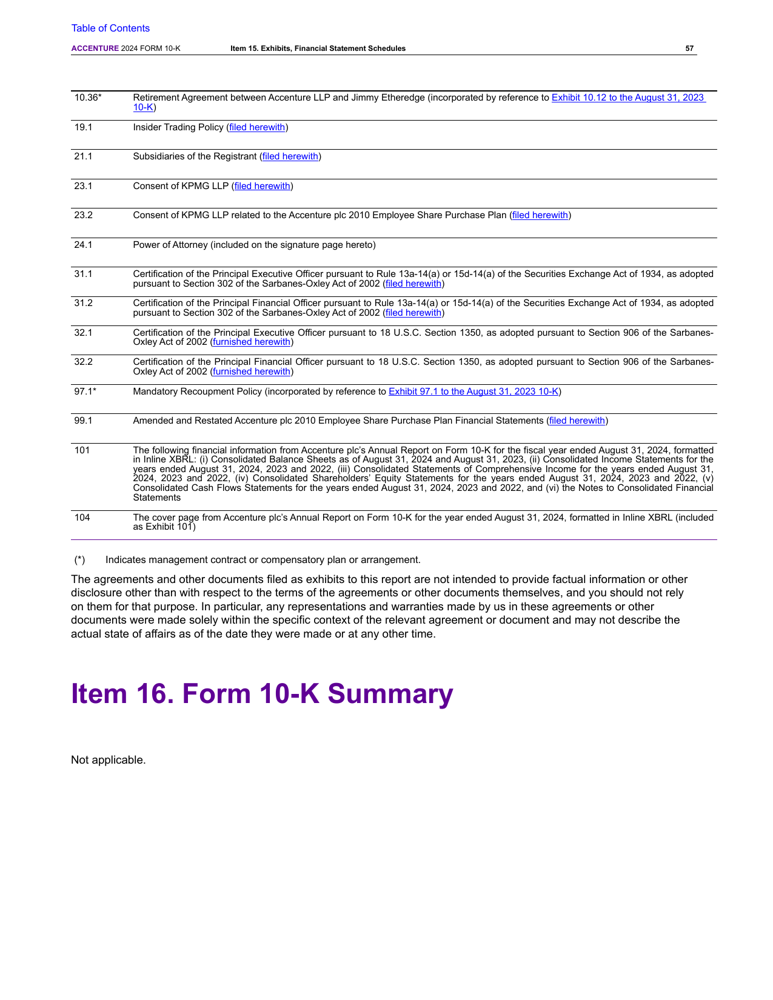 Table of Contents
ACCENTURE 2024 FORM 10-K Item 15. Exhibits, Financial Statement Schedules 57
10.36* Retirement Agreement between Accenture LLP and Jimmy Etheredge (incorporated by reference to Exhibit 10.12 to the August 31, 2023
10-K)
19.1 Insider Trading Policy (filed herewith)
21.1 Subsidiaries of the Registrant (filed herewith)
23.1 Consent of KPMG LLP (filed herewith)
23.2 Consent of KPMG LLP related to the Accenture plc 2010 Employee Share Purchase Plan (filed herewith)
24.1 Power of Attorney (included on the signature page hereto)
31.1 Certification of the Principal Executive Officer pursuant to Rule 13a-14(a) or 15d-14(a) of the Securities Exchange Act of 1934, as adopted
pursuant to Section 302 of the Sarbanes-Oxley Act of 2002 (filed herewith)
31.2 Certification of the Principal Financial Officer pursuant to Rule 13a-14(a) or 15d-14(a) of the Securities Exchange Act of 1934, as adopted
pursuant to Section 302 of the Sarbanes-Oxley Act of 2002 (filed herewith)
32.1 Certification of the Principal Executive Officer pursuant to 18 U.S.C. Section 1350, as adopted pursuant to Section 906 of the Sarbanes-
Oxley Act of 2002 (furnished herewith)
32.2 Certification of the Principal Financial Officer pursuant to 18 U.S.C. Section 1350, as adopted pursuant to Section 906 of the Sarbanes-
Oxley Act of 2002 (furnished herewith)
97.1* Mandatory Recoupment Policy (incorporated by reference to Exhibit 97.1 to the August 31, 2023 10-K)
99.1 Amended and Restated Accenture plc 2010 Employee Share Purchase Plan Financial Statements (filed herewith)
101 The following financial information from Accenture plc's Annual Report on Form 10-K for the fiscal year ended August 31, 2024, formatted
in Inline XBRL: (i) Consolidated Balance Sheets as of August 31, 2024 and August 31, 2023, (ii) Consolidated Income Statements for the
years ended August 31, 2024, 2023 and 2022, (iii) Consolidated Statements of Comprehensive Income for the years ended August 31,
2024, 2023 and 2022, (iv) Consolidated Shareholders' Equity Statements for the years ended August 31, 2024, 2023 and 2022, (v)
Consolidated Cash Flows Statements for the years ended August 31, 2024, 2023 and 2022, and (vi) the Notes to Consolidated Financial
Statements
104 The cover page from Accenture plc's Annual Report on Form 10-K for the year ended August 31, 2024, formatted in Inline XBRL (included
as Exhibit 101)
(*) Indicates management contract or compensatory plan or arrangement.
The agreements and other documents filed as exhibits to this report are not intended to provide factual information or other
disclosure other than with respect to the terms of the agreements or other documents themselves, and you should not rely
on them for that purpose. In particular, any representations and warranties made by us in these agreements or other
documents were made solely within the specific context of the relevant agreement or document and may not describe the
actual state of affairs as of the date they were made or at any other time.
Item 16. Form 10-K Summary
Not applicable.